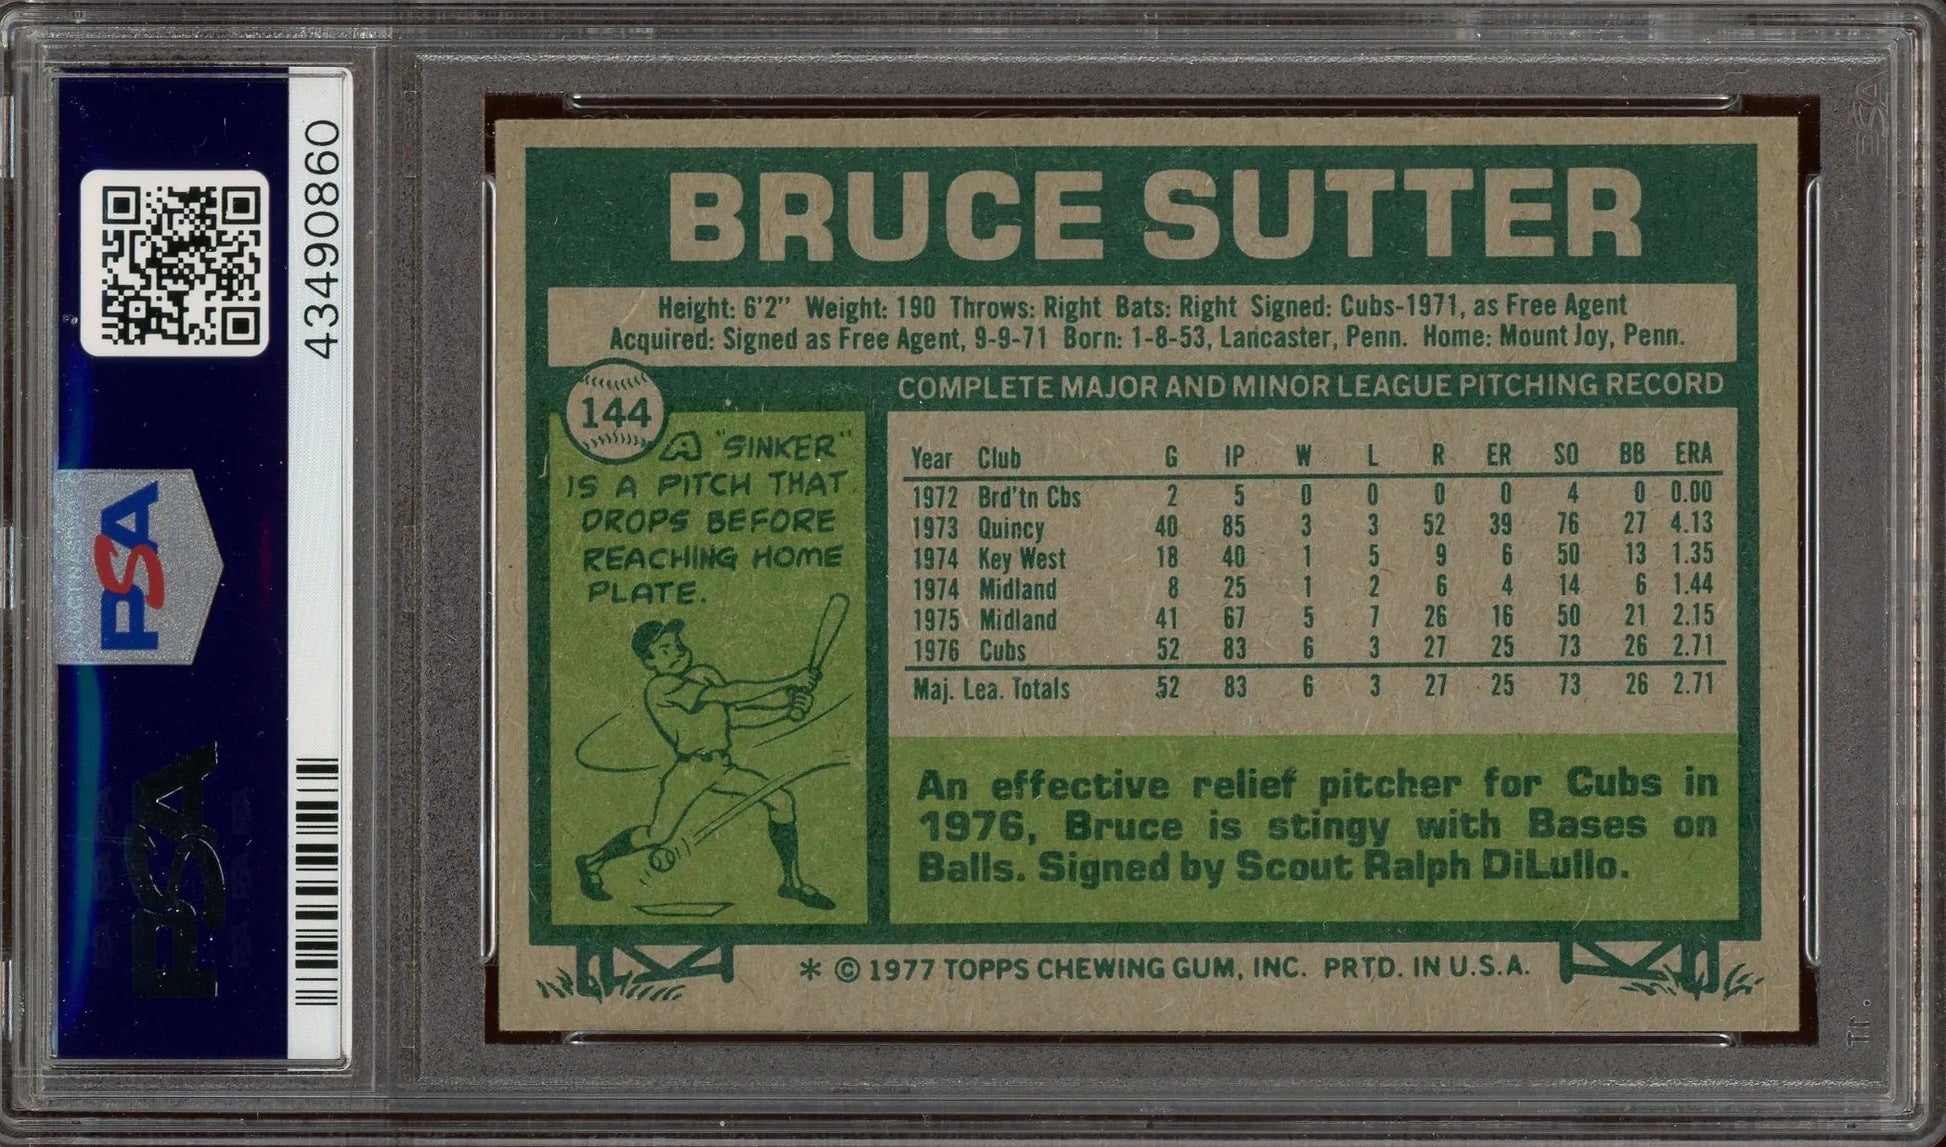 43490860
PSA
PSA
BRUCE SUTTER
Height: 6'2" Weight: 190 Throws: Right Bats: Right Signed: Cubs-1971, as Free Agent
Acquired: Signed as Free Agent, 9-9-71 Born: 1-8-53, Lancaster, Penn. Home: Mount Joy, Penn.
144
A "SINKER"
IS A PITCH THAT
DROPS BEFORE
REACHING HOME
PLATE.
COMPLETE MAJOR AND MINOR LEAGUE PITCHING RECORD
Year Club G IP W L R ER SO BB ERA
1972 Brd'tn Cbs 2 5 0 0 0 0 4 0 0.00
1973 Quincy 40 85 3 3 52 39 76 27 4.13
1974 Key West 18 40 1 5 9 6 50 13 1.35
1974 Midland 8 25 1 2 6 4 14 6 1.44
1975 Midland 41 67 5 7 26 16 50 21 2.15
1976 Cubs 52 83 6 3 27 25 73 26 2.71
Maj. Lea. Totals 52 83 6 3 27 25 73 26 2.71
An effective relief pitcher for Cubs in
1976, Bruce is stingy with Bases on
Balls. Signed by Scout Ralph DiLullo.
* © 1977 TOPPS CHEWING GUM, INC. PRTD. IN U.S.A.
PSA